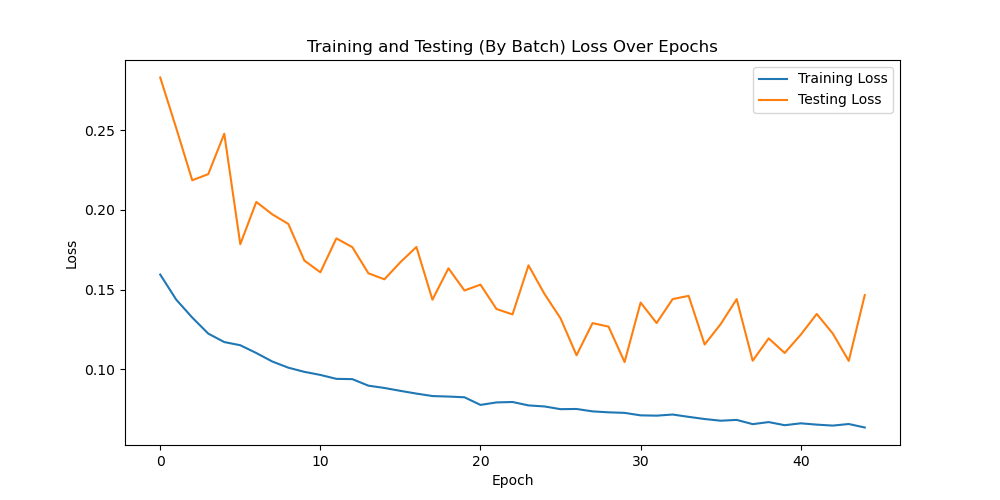 Training and Testing (By Batch) Loss Over Epochs
Training Loss
Testing Loss
0.25
0.20
0.15
0.10
Loss
0
10
20
30
40
Epoch